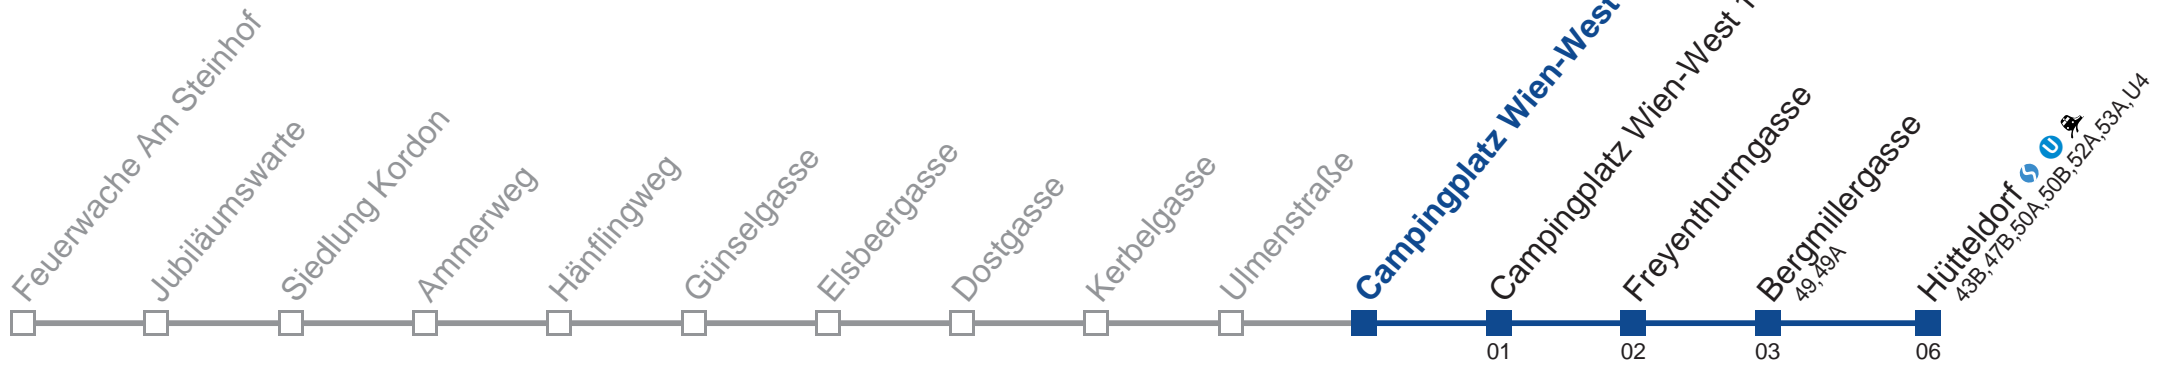 Feuerwache Am Steinhof
Jubiläumswarte
Siedlung Kordon
Ammerweg
Hänflingweg
Günselgasse
Elsbeergasse
Dostgasse
Kerbelgasse
Ulmenstraße
Campingplatz Wien-West
Campingplatz Wien-West 1
Freyenthurmgasse
Bergmillergasse
49,49A
Hütteldorf S U
43B,47B,50A,50B,52A,53A,U4
01
02
03
06